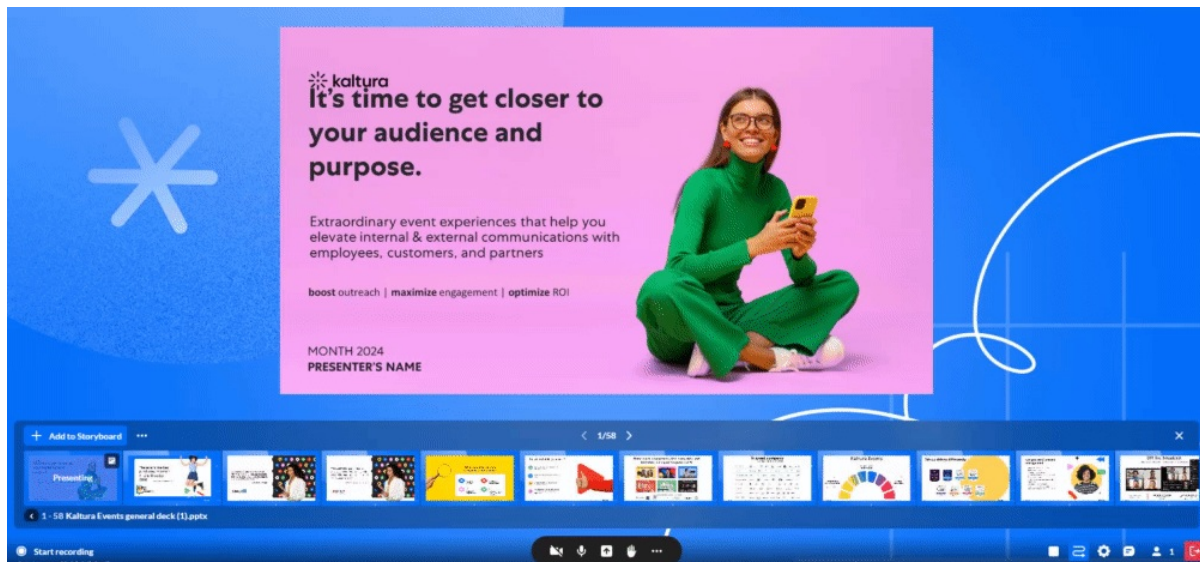 kaltura
It's time to get closer to
your audience and
purpose.
Extraordinary event experiences that help you
elevate internal & external communications with
employees, customers, and partners
boost outreach | maximize engagement | optimize ROI
MONTH 2024
PRESENTER'S NAME
+ Add to Storyboard ...
1/58
Presenting
Kaltura Events
1 - 58 Kaltura Events general deck (1).pptx
Start recording
1